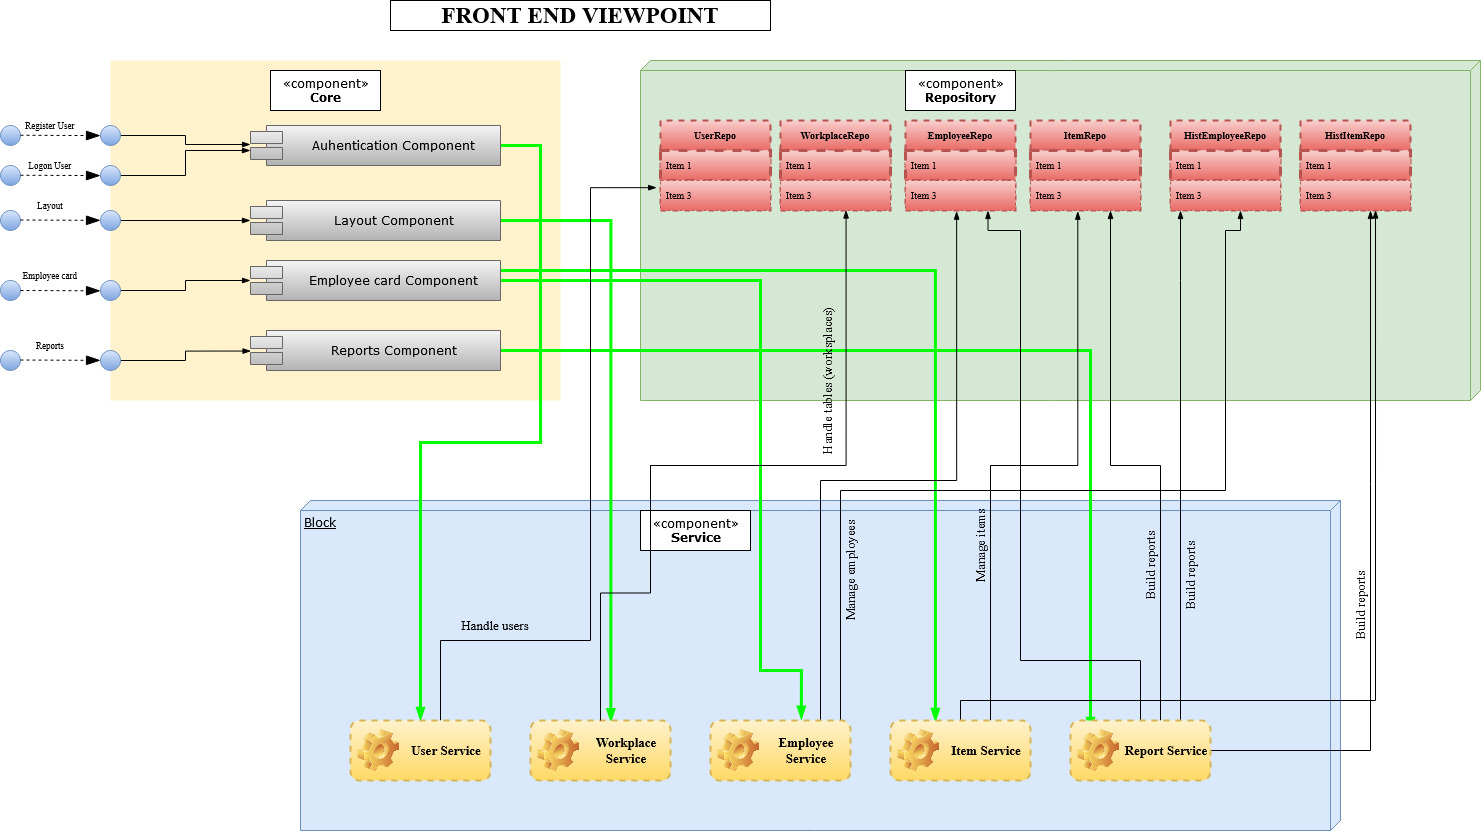 FRONT END VIEWPOINT
«component»
Core
Register User
Auhentication Component
Logon User
Layout
Layout Component
Employee card
Employee card Component
Reports
Reports Component
«component»
Repository
UserRepo
Item 1
Item 3
WorkplaceRepo
Item 1
Item 3
EmployeeRepo
Item 1
Item 3
ItemRepo
Item 1
Item 3
HistEmployeeRepo
Item 1
Item 3
HistItemRepo
Item 1
Item 3
Handle tables (worksplaces)
Block
«component»
Service
Handle users
Manage employees
Manage items
Build reports
Build reports
Build reports
User Service
Workplace
Service
Employee
Service
Item Service
Report Service